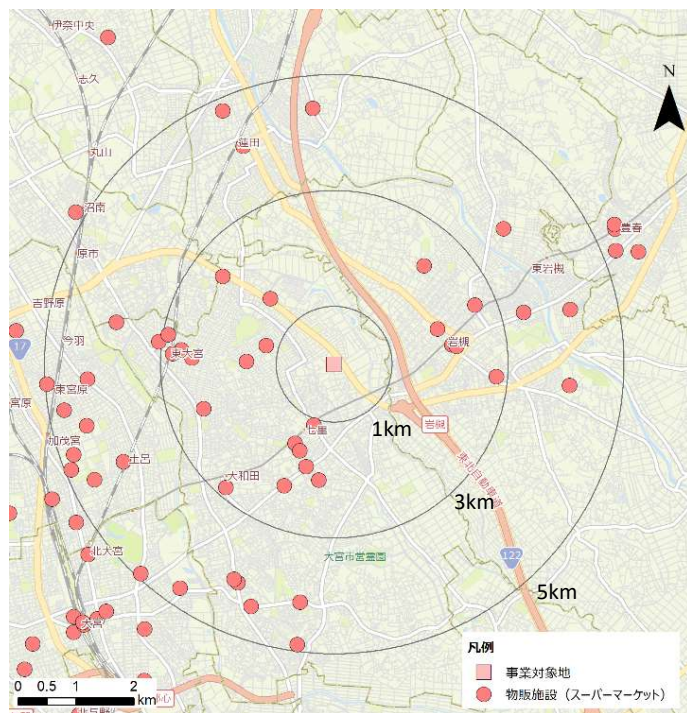 伊奈中央
志久
丸山
蓮田
沼南
原市
吉野原
今羽
17
東大宮
東宮原
宮原
加茂宮
土呂
大和田
七里
北大宮
大宮
大宮市営霊園
N
豊春
東岩槻
岩槻
岩槻
東北自動車道
122
1km
3km
5km
凡例
事業対象地
物販施設（スーパーマーケット）
0 0.5 1 2
km